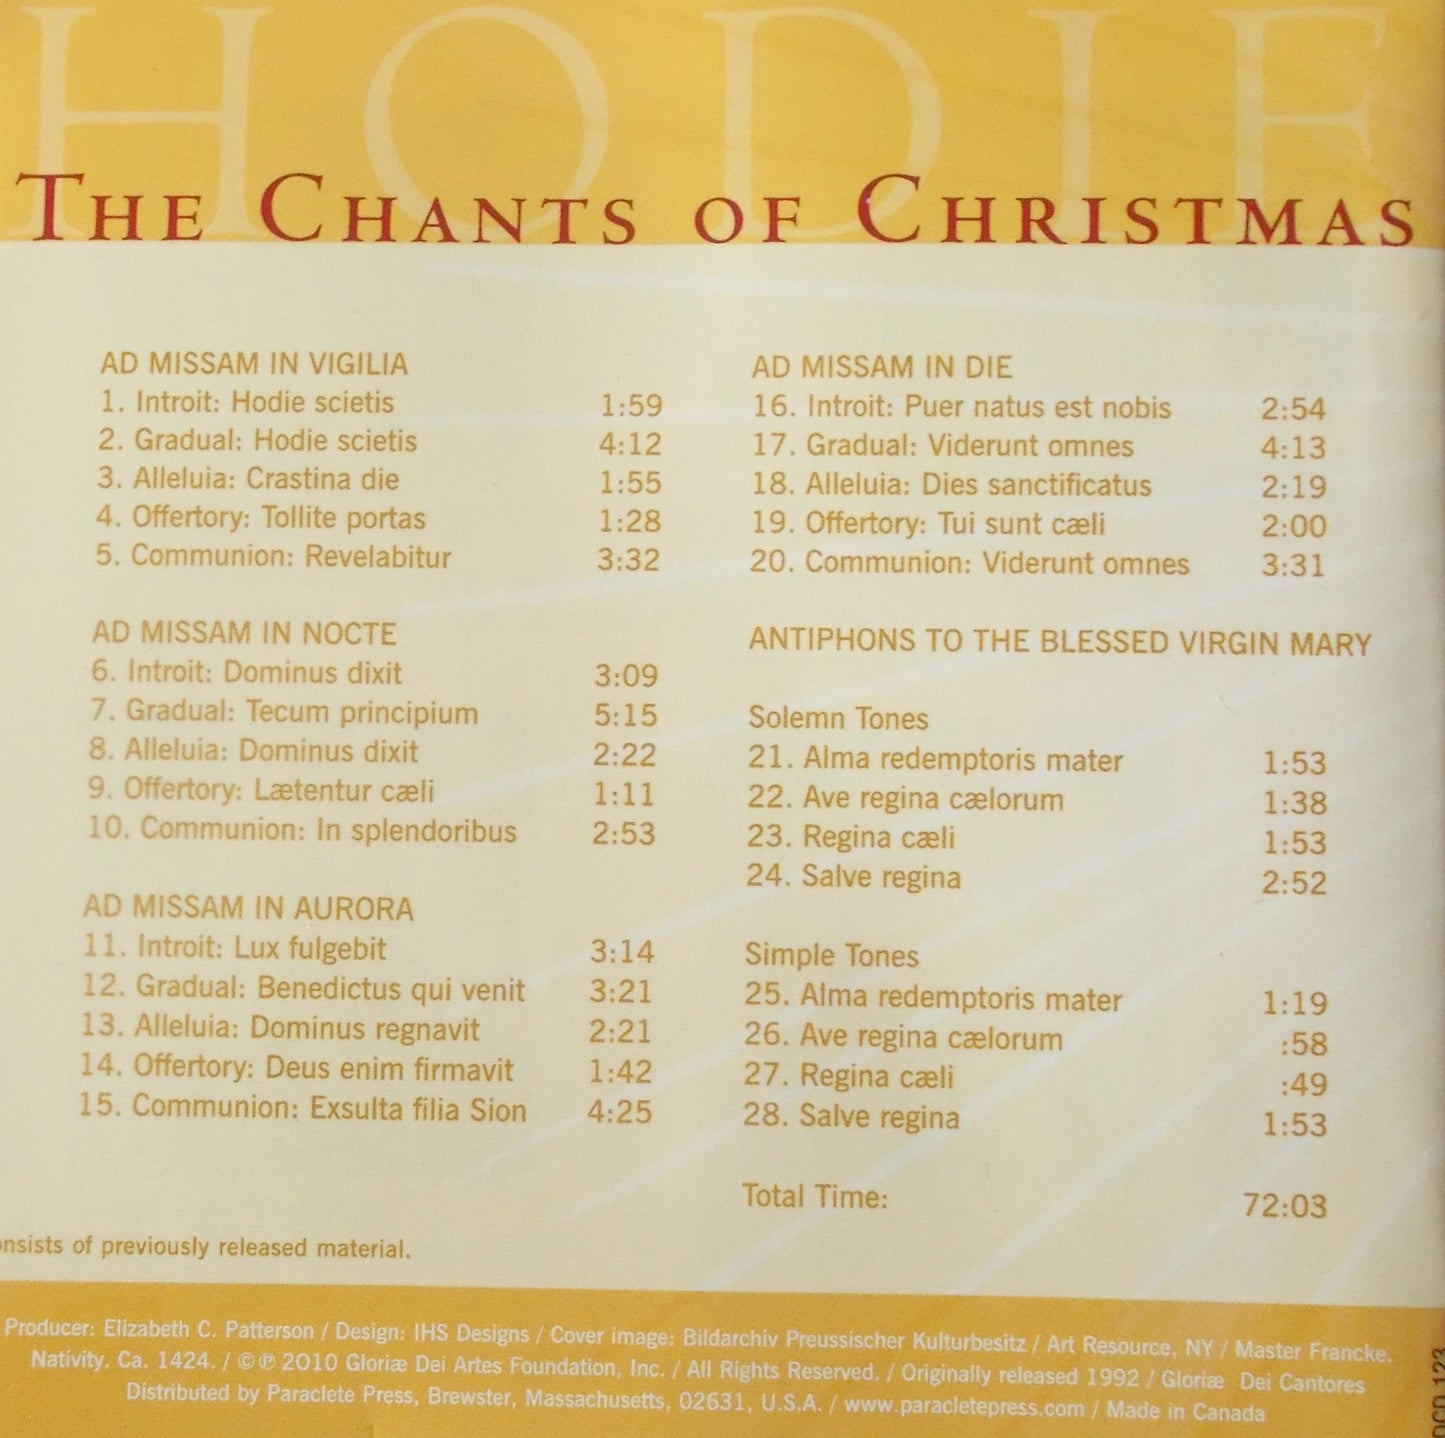 HODIE
THE CHANTS OF CHRISTMAS
AD MISSAM IN VIGILIA
1. Introit: Hodie scietis 1:59
2. Gradual: Hodie scietis 4:12
3. Alleluia: Crastina die 1:55
4. Offertory: Tollite portas 1:28
5. Communion: Revelabitur 3:32
AD MISSAM IN NOCTE
6. Introit: Dominus dixit 3:09
7. Gradual: Tecum principium 5:15
8. Alleluia: Dominus dixit 2:22
9. Offertory: Lætentur cæli 1:11
10. Communion: In splendoribus 2:53
AD MISSAM IN AURORA
11. Introit: Lux fulgebit 3:14
12. Gradual: Benedictus qui venit 3:21
13. Alleluia: Dominus regnavit 2:21
14. Offertory: Deus enim firmavit 1:42
15. Communion: Exsulta filia Sion 4:25
AD MISSAM IN DIE
16. Introit: Puer natus est nobis 2:54
17. Gradual: Viderunt omnes 4:13
18. Alleluia: Dies sanctificatus 2:19
19. Offertory: Tui sunt cæli 2:00
20. Communion: Viderunt omnes 3:31
ANTIPHONS TO THE BLESSED VIRGIN MARY
Solemn Tones
21. Alma redemptoris mater 1:53
22. Ave regina cælorum 1:38
23. Regina cæli 1:53
24. Salve regina 2:52
Simple Tones
25. Alma redemptoris mater 1:19
26. Ave regina cælorum :58
27. Regina cæli :49
28. Salve regina 1:53
Total Time: 72:03
of previously released material.
Producer: Elizabeth C. Patterson / Design: IHS Designs / Cover image: Bildarchiv Preussischer Kulturbesitz / Art Resource, NY / Master Francke.
Nativity. Ca. 1424. / ©℗ 2010 Gloriæ Dei Artes Foundation, Inc. / All Rights Reserved. / Originally released 1992 / Gloriæ Dei Cantores
Distributed by Paraclete Press, Brewster, Massachusetts, 02631, U.S.A. / www.paracletepress.com / Made in Canada